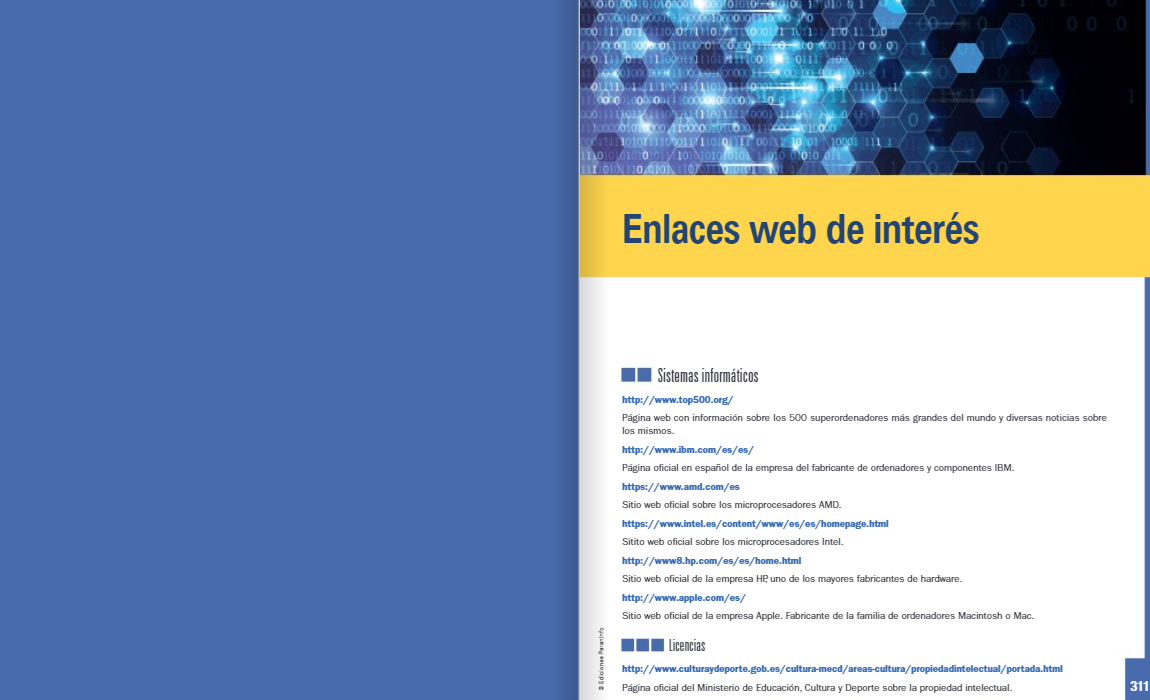 Enlaces web de interés
Sistemas informáticos
http://www.top500.org/
Página web con información sobre los 500 superordenadores más grandes del mundo y diversas noticias sobre
los mismos.
http://www.ibm.com/es/es/
Página oficial en español de la empresa del fabricante de ordenadores y componentes IBM.
https://www.amd.com/es
Sitio web oficial sobre los microprocesadores AMD.
https://www.intel.es/content/www/es/es/homepage.html
Sitito web oficial sobre los microprocesadores Intel.
http://www8.hp.com/es/es/home.html
Sitio web oficial de la empresa HP, uno de los mayores fabricantes de hardware.
http://www.apple.com/es/
Sitio web oficial de la empresa Apple. Fabricante de la familia de ordenadores Macintosh o Mac.
Licencias
http://www.culturaydeporte.gob.es/cultura-mecd/areas-cultura/propiedadintelectual/portada.html
Página oficial del Ministerio de Educación, Cultura y Deporte sobre la propiedad intelectual.
© Ediciones Paraninfo
311